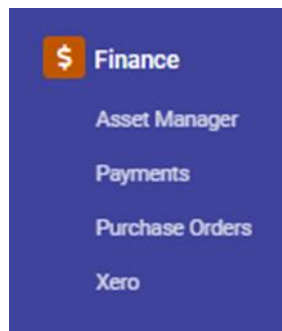 $ Finance
Asset Manager
Payments
Purchase Orders
Xero